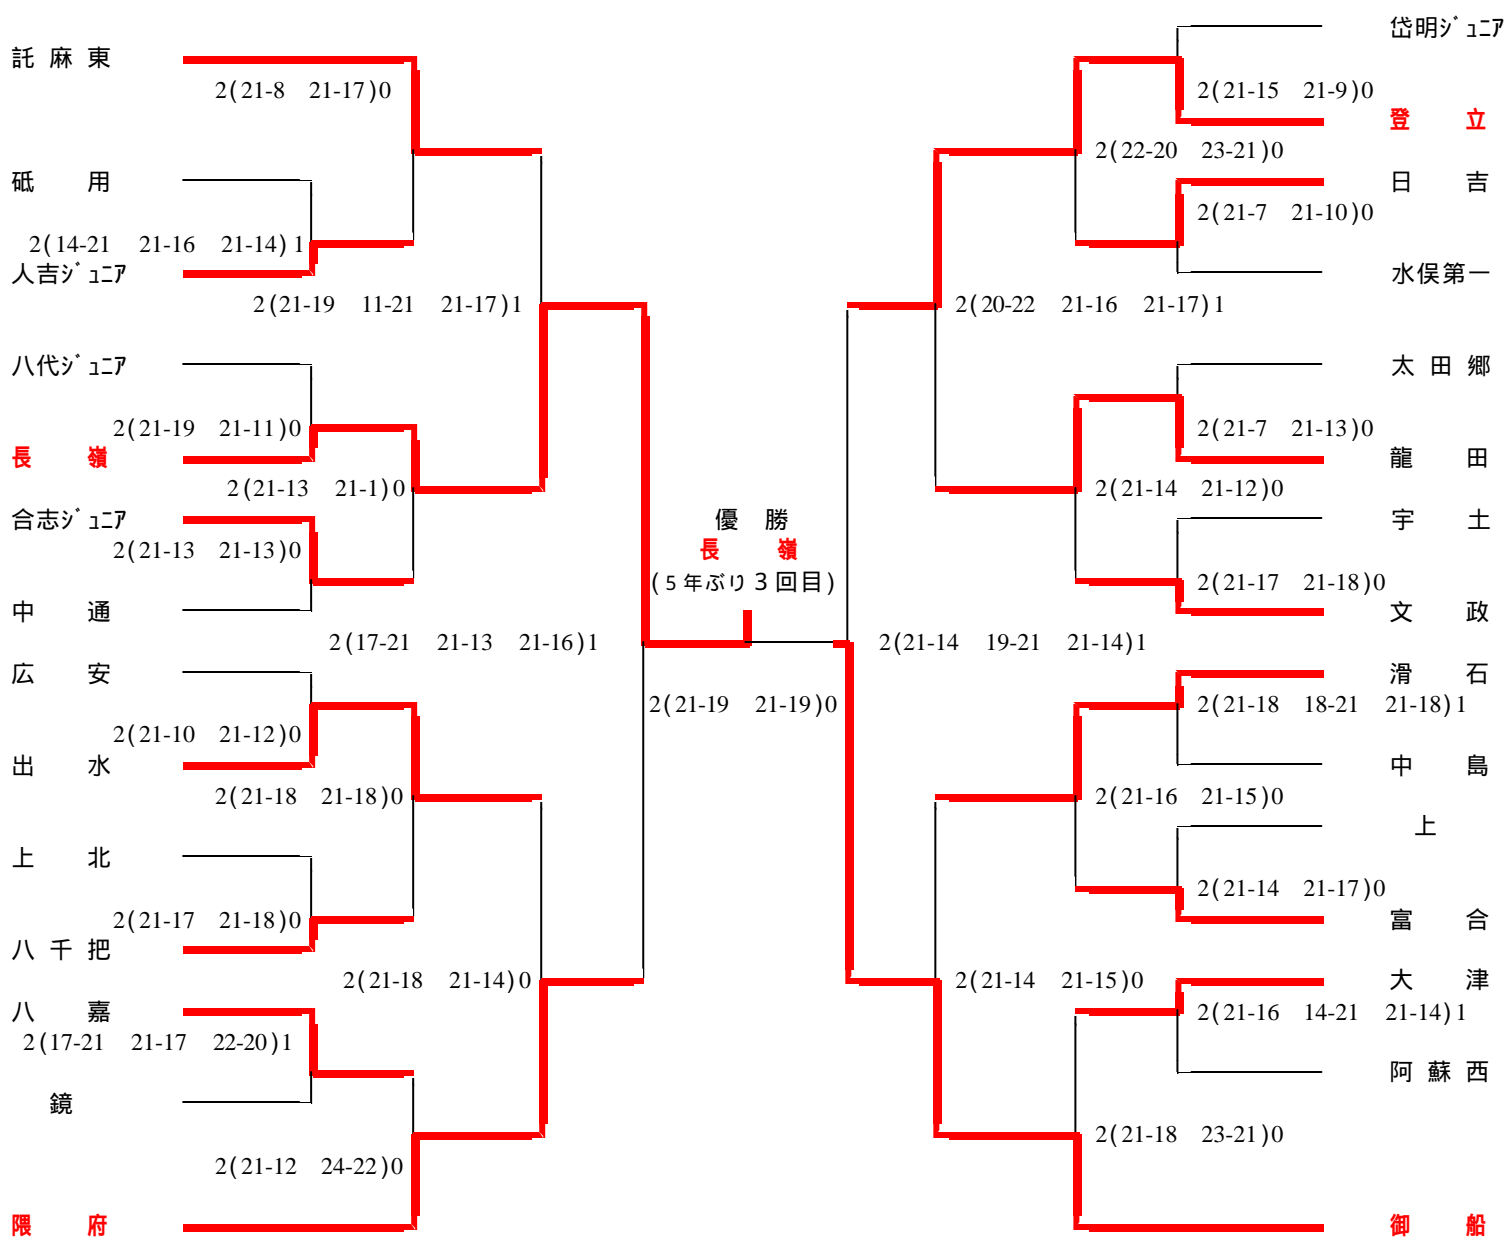 託麻東
2(21-8 21-17)0
砥用
2(14-21 21-16 21-14)1
人吉ジュニア
2(21-19 11-21 21-17)1
八代ジュニア
2(21-19 21-11)0
長嶺
2(21-13 21-1)0
合志ジュニア
2(21-13 21-13)0
中通
2(17-21 21-13 21-16)1
広安
2(21-10 21-12)0
出水
2(21-18 21-18)0
上北
2(21-17 21-18)0
八千把
2(21-18 21-14)0
八嘉
2(17-21 21-17 22-20)1
鏡
2(21-12 24-22)0
隈府
優勝
長嶺
(5年ぶり3回目)
2(21-19 21-19)0
岱明ジュニア
2(21-15 21-9)0
登立
2(22-20 23-21)0
日吉
2(21-7 21-10)0
水俣第一
2(20-22 21-16 21-17)1
太田郷
2(21-7 21-13)0
龍田
2(21-14 21-12)0
宇土
2(21-17 21-18)0
文政
2(21-14 19-21 21-14)1
滑石
2(21-18 18-21 21-18)1
中島
2(21-16 21-15)0
上
2(21-14 21-17)0
富合
2(21-14 21-15)0
大津
2(21-16 14-21 21-14)1
阿蘇西
2(21-18 23-21)0
御船